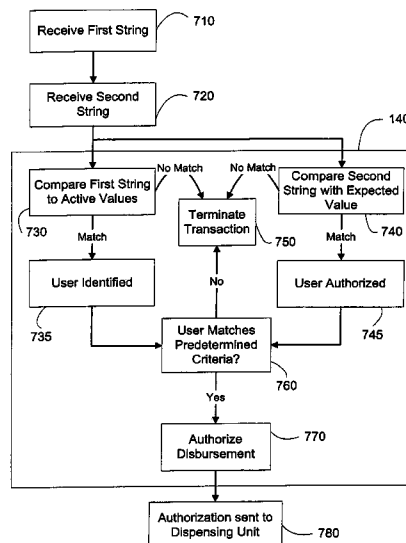 Receive First String
710
Receive Second
String
720
140
Compare First String
to Active Values
730
No Match
No Match
Compare Second
String with Expected
Value
740
Terminate
Transaction
750
Match
Match
User Identified
735
No
User Authorized
745
User Matches
Predetermined
Criteria?
760
Yes
Authorize
Disbursement
770
Authorization sent to
Dispensing Unit
780